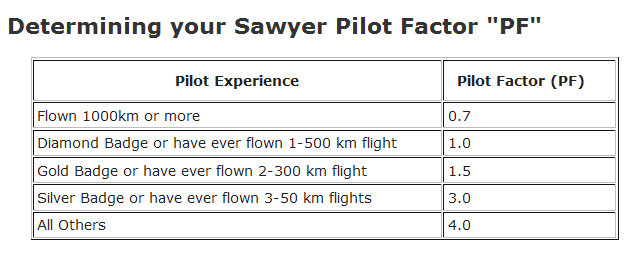 Determining your Sawyer Pilot Factor "PF"
Pilot Experience Pilot Factor (PF)
Flown 1000km or more 0.7
Diamond Badge or have ever flown 1-500 km flight 1.0
Gold Badge or have ever flown 2-300 km flight 1.5
Silver Badge or have ever flown 3-50 km flights 3.0
All Others 4.0